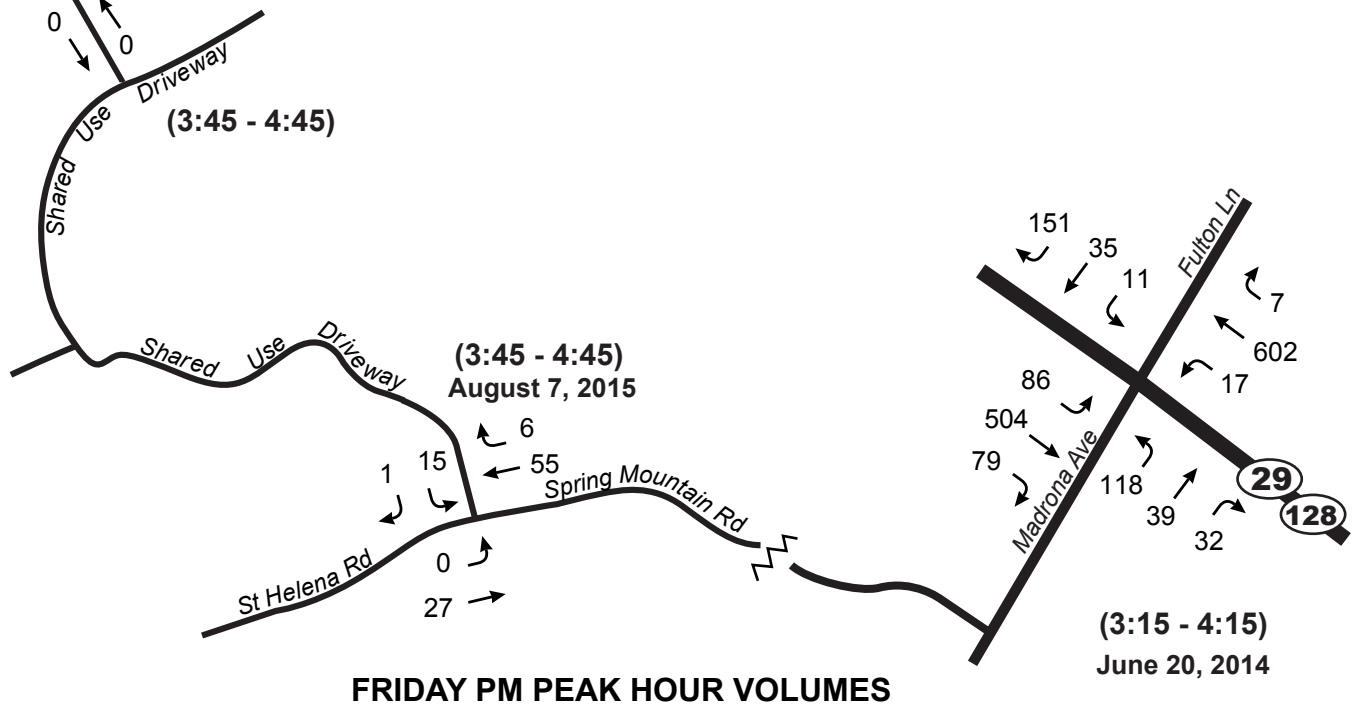 0
0
Shared Use Driveway
(3:45 - 4:45)
Shared Use Driveway
(3:45 - 4:45)
August 7, 2015
6
55
15
1
Spring Mountain Rd
St Helena Rd
0
27
151
35
11
Fulton Ln
7
602
17
86
504
79
Madrona Ave
118
39
32
29
128
(3:15 - 4:15)
June 20, 2014
FRIDAY PM PEAK HOUR VOLUMES